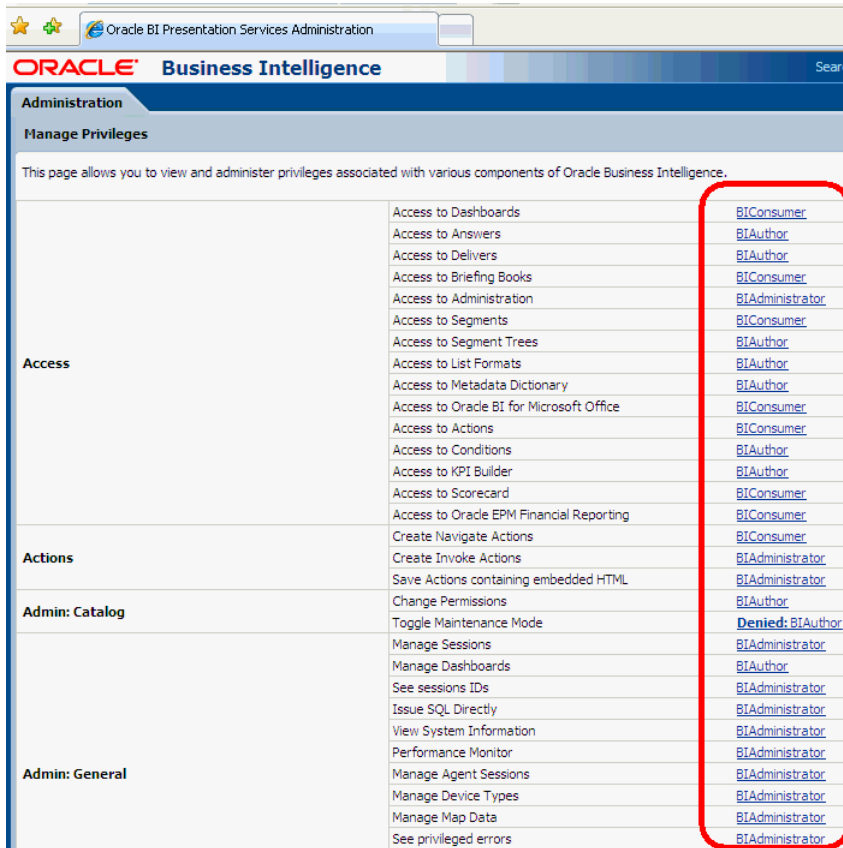 Oracle BI Presentation Services Administration
ORACLE Business Intelligence
Sear
Administration
Manage Privileges
This page allows you to view and administer privileges associated with various components of Oracle Business Intelligence.
Access
Access to Dashboards BIConsumer
Access to Answers BIAuthor
Access to Delivers BIAuthor
Access to Briefing Books BIConsumer
Access to Administration BIAdministrator
Access to Segments BIConsumer
Access to Segment Trees BIAuthor
Access to List Formats BIAuthor
Access to Metadata Dictionary BIAuthor
Access to Oracle BI for Microsoft Office BIConsumer
Access to Actions BIConsumer
Access to Conditions BIAuthor
Access to KPI Builder BIAuthor
Access to Scorecard BIConsumer
Access to Oracle EPM Financial Reporting BIConsumer
Actions
Create Navigate Actions BIConsumer
Create Invoke Actions BIAdministrator
Save Actions containing embedded HTML BIAdministrator
Admin: Catalog
Change Permissions BIAuthor
Toggle Maintenance Mode Denied: BIAuthor
Admin: General
Manage Sessions BIAdministrator
Manage Dashboards BIAuthor
See sessions IDs BIAdministrator
Issue SQL Directly BIAdministrator
View System Information BIAdministrator
Performance Monitor BIAdministrator
Manage Agent Sessions BIAdministrator
Manage Device Types BIAdministrator
Manage Map Data BIAdministrator
See privileged errors BIAdministrator